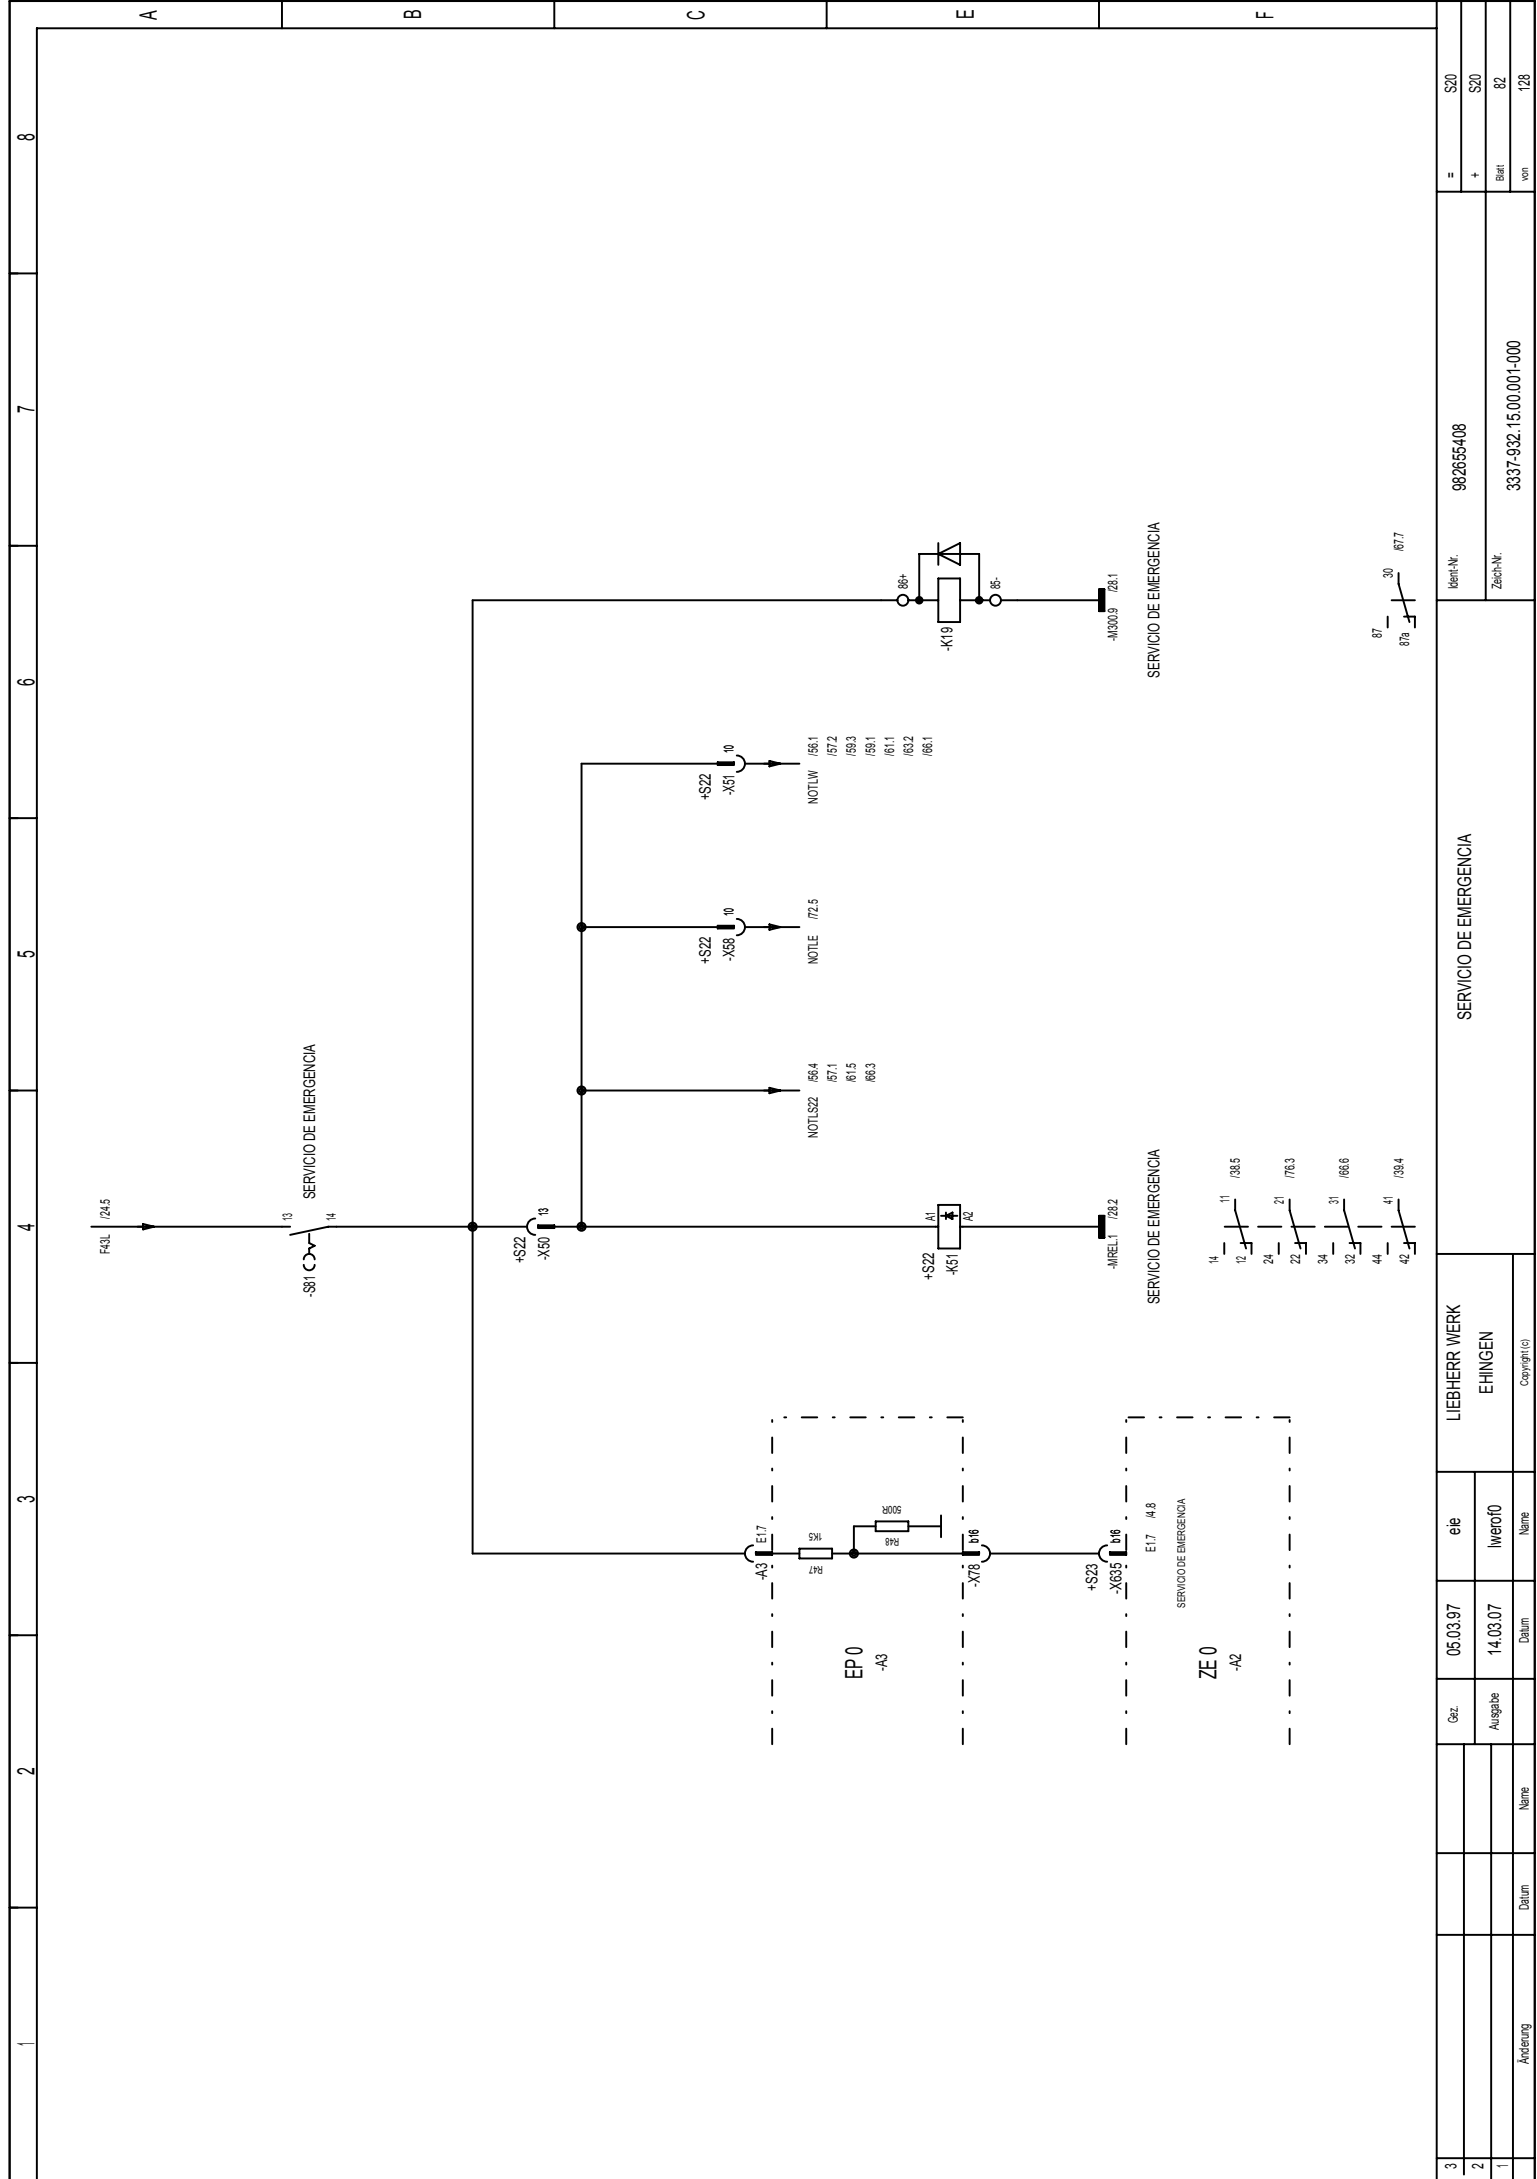 1 2 3 4 5 6 7 8
A
B
C
E
F
F43L /24.5
-S81
13
14
SERVICIO DE EMERGENCIA
+S22
-X50
13
+S22
-X58
10
+S22
-X51
10
NOTLS22 /56.4
/57.1
/61.5
/66.3
NOTLE /72.5
NOTLW /56.1
/57.2
/59.3
/59.1
/61.1
/63.2
/66.1
-A3 E1.7
R47 1K5
R48 500R
EP 0
-A3
-X78 b16
+S23
-X635 b16
E1.7 /4.8
SERVICIO DE EMERGENCIA
ZE 0
-A2
+S22
-K51
A1
A2
-MREL.1 /28.2
SERVICIO DE EMERGENCIA
-K19
86+
85-
-M300.9 /28.1
SERVICIO DE EMERGENCIA
14
12
11 /38.5
24
22
21 /76.3
34
32
31 /66.6
44
42
41 /39.4
87
87a
30 /67.7
3
2
1
Änderung Datum Name
Gez. 05.03.97 eie
Ausgabe 14.03.07 lwerof0
Datum Name
LIEBHERR WERK
EHINGEN
Copyright (c)
SERVICIO DE EMERGENCIA
Ident-Nr. 982655408
Zeich-Nr. 3337-932.15.00.001-000
= S20
+ S20
Blatt 82
von 128